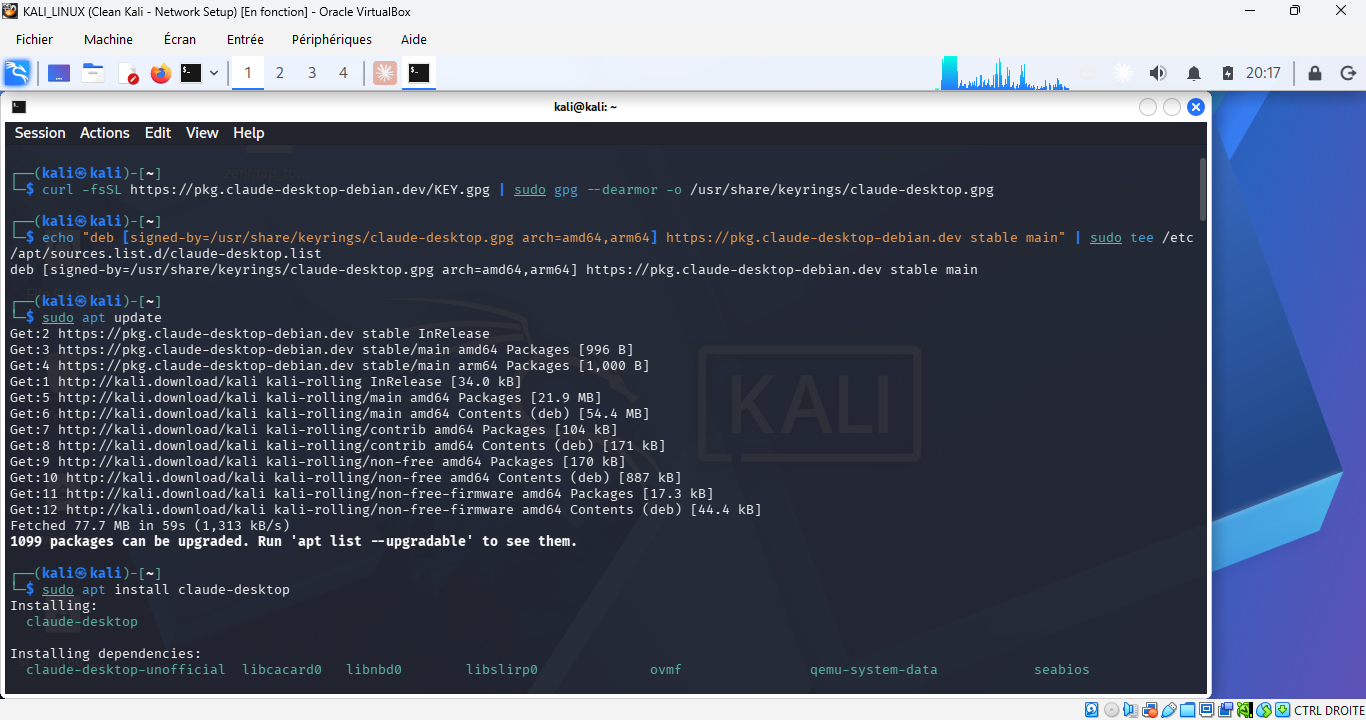 KALI_LINUX (Clean Kali - Network Setup) [En fonction] - Oracle VirtualBox
Fichier Machine Écran Entrée Périphériques Aide
1 2 3 4 20:17
kali@kali: ~
Session Actions Edit View Help
┌──(kali㉿kali)-[~]
└─$ curl -fsSL https://pkg.claude-desktop-debian.dev/KEY.gpg | sudo gpg --dearmor -o /usr/share/keyrings/claude-desktop.gpg
┌──(kali㉿kali)-[~]
└─$ echo "deb [signed-by=/usr/share/keyrings/claude-desktop.gpg arch=amd64,arm64] https://pkg.claude-desktop-debian.dev stable main" | sudo tee /etc
/apt/sources.list.d/claude-desktop.list
deb [signed-by=/usr/share/keyrings/claude-desktop.gpg arch=amd64,arm64] https://pkg.claude-desktop-debian.dev stable main
┌──(kali㉿kali)-[~]
└─$ sudo apt update
Get:2 https://pkg.claude-desktop-debian.dev stable InRelease
Get:3 https://pkg.claude-desktop-debian.dev stable/main amd64 Packages [996 B]
Get:4 https://pkg.claude-desktop-debian.dev stable/main arm64 Packages [1,000 B]
Get:1 http://kali.download/kali kali-rolling InRelease [34.0 kB]
Get:5 http://kali.download/kali kali-rolling/main amd64 Packages [21.9 MB]
Get:6 http://kali.download/kali kali-rolling/main amd64 Contents (deb) [54.4 MB]
Get:7 http://kali.download/kali kali-rolling/contrib amd64 Packages [104 kB]
Get:8 http://kali.download/kali kali-rolling/contrib amd64 Contents (deb) [171 kB]
Get:9 http://kali.download/kali kali-rolling/non-free amd64 Packages [170 kB]
Get:10 http://kali.download/kali kali-rolling/non-free amd64 Contents (deb) [887 kB]
Get:11 http://kali.download/kali kali-rolling/non-free-firmware amd64 Packages [17.3 kB]
Get:12 http://kali.download/kali kali-rolling/non-free-firmware amd64 Contents (deb) [44.4 kB]
Fetched 77.7 MB in 59s (1,313 kB/s)
1099 packages can be upgraded. Run 'apt list --upgradable' to see them.
┌──(kali㉿kali)-[~]
└─$ sudo apt install claude-desktop
Installing:
claude-desktop
Installing dependencies:
claude-desktop-unofficial libcacard0 libnbd0 libslirp0 ovmf qemu-system-data seabios
KALI
CTRL DROITE